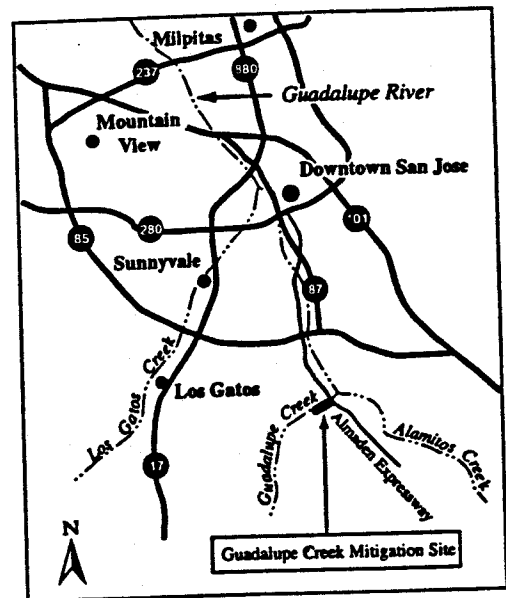 Milpitas
237
880
Guadalupe River
Mountain
View
Downtown San Jose
101
85
280
Sunnyvale
87
Los Gatos Creek
Los Gatos
Guadalupe Creek
Almaden Expressway
Alamitos Creek
17
N
Guadalupe Creek Mitigation Site